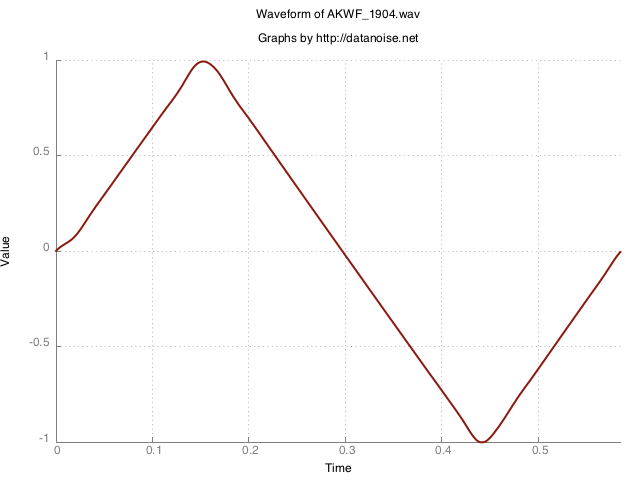 Waveform of AKWF_1904.wav
Graphs by http://datanoise.net
1
0.5
0
-0.5
-1
Value
0 0.1 0.2 0.3 0.4 0.5
Time